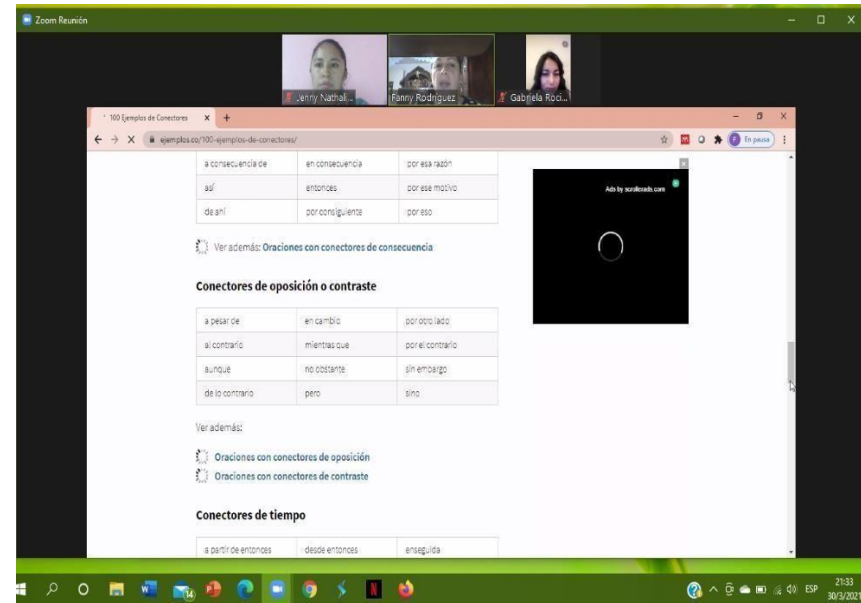 Zoom Reunión
Jenny Nathali...
Fanny Rodriguez
Gabriela Roci...
100 Ejemplos de Conectores
ejemplos.co/100-ejemplos-de-conectores/
En pausa
a consecuencia de en consecuencia por esa razón
así entonces por ese motivo
de ahí por consiguiente por eso
Ads by scrollerads.com
Ver además: Oraciones con conectores de consecuencia
Conectores de oposición o contraste
a pesar de en cambio por otro lado
al contrario mientras que por el contrario
aunque no obstante sin embargo
de lo contrario pero sino
Ver además:
Oraciones con conectores de oposición
Oraciones con conectores de contraste
Conectores de tiempo
a partir de entonces desde entonces enseguida
14
ESP
21:33
30/3/2021